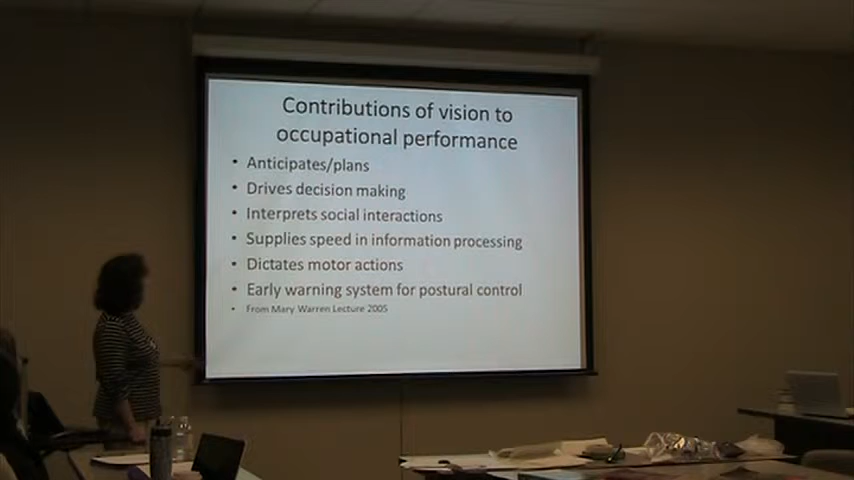 Contributions of vision to
occupational performance
• Anticipates/plans
• Drives decision making
• Interprets social interactions
• Supplies speed in information processing
• Dictates motor actions
• Early warning system for postural control
• From Mary Warren Lecture 2005